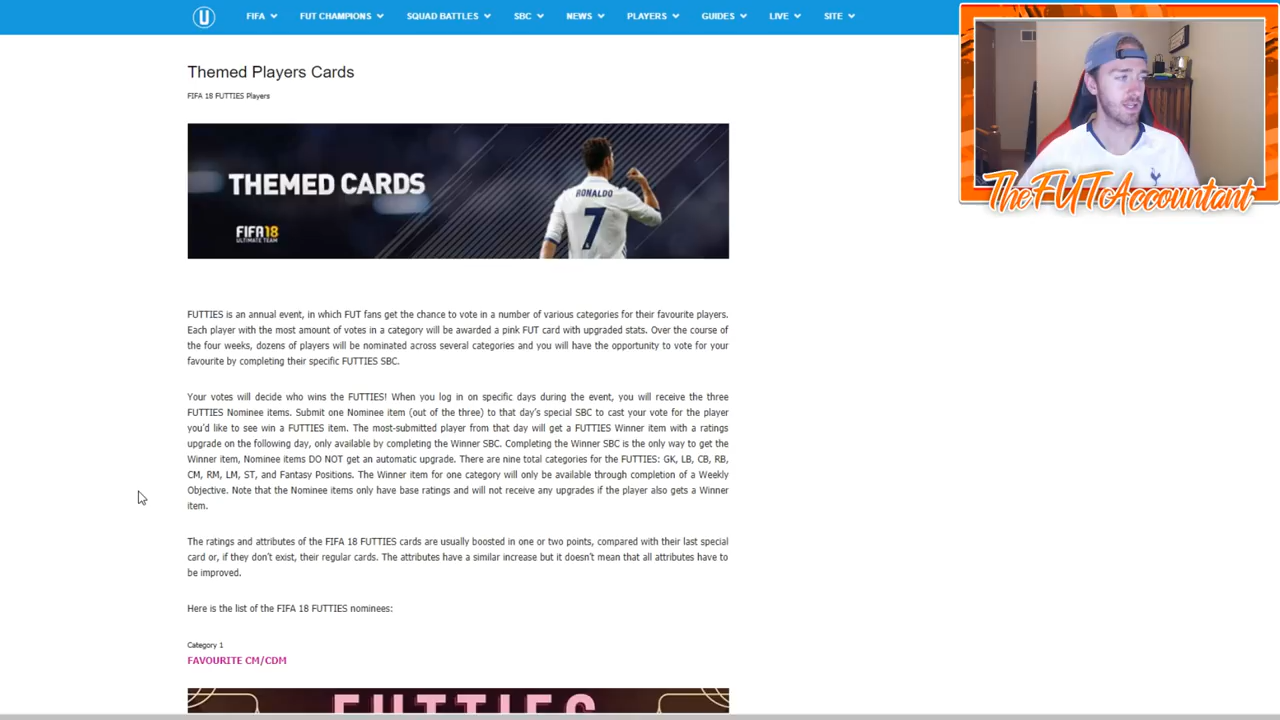 U FIFA FUT CHAMPIONS SQUAD BATTLES SBC NEWS PLAYERS GUIDES LIVE SITE
Themed Players Cards
FIFA 18 FUTTIES Players
THEMED CARDS
RONALDO
7
FIFA18
ULTIMATE TEAM
TheFUTAccountant
FUTTIES is an annual event, in which FUT fans get the chance to vote in a number of various categories for their favourite players.
Each player with the most amount of votes in a category will be awarded a pink FUT card with upgraded stats. Over the course of
the four weeks, dozens of players will be nominated across several categories and you will have the opportunity to vote for your
favourite by completing their specific FUTTIES SBC.
Your votes will decide who wins the FUTTIES! When you log in on specific days during the event, you will receive the three
FUTTIES Nominee items. Submit one Nominee item (out of the three) to that day's special SBC to cast your vote for the player
you'd like to see win a FUTTIES item. The most-submitted player from that day will get a FUTTIES Winner item with a ratings
upgrade on the following day, only available by completing the Winner SBC. Completing the Winner SBC is the only way to get the
Winner item, Nominee items DO NOT get an automatic upgrade. There are nine total categories for the FUTTIES: GK, LB, CB, RB,
CM, RM, LM, ST, and Fantasy Positions. The Winner item for one category will only be available through completion of a Weekly
Objective. Note that the Nominee items only have base ratings and will not receive any upgrades if the player also gets a Winner
item.
The ratings and attributes of the FIFA 18 FUTTIES cards are usually boosted in one or two points, compared with their last special
card or, if they don't exist, their regular cards. The attributes have a similar increase but it doesn't mean that all attributes have to
be improved.
Here is the list of the FIFA 18 FUTTIES nominees:
Category 1
FAVOURITE CM/CDM
FUTTIES